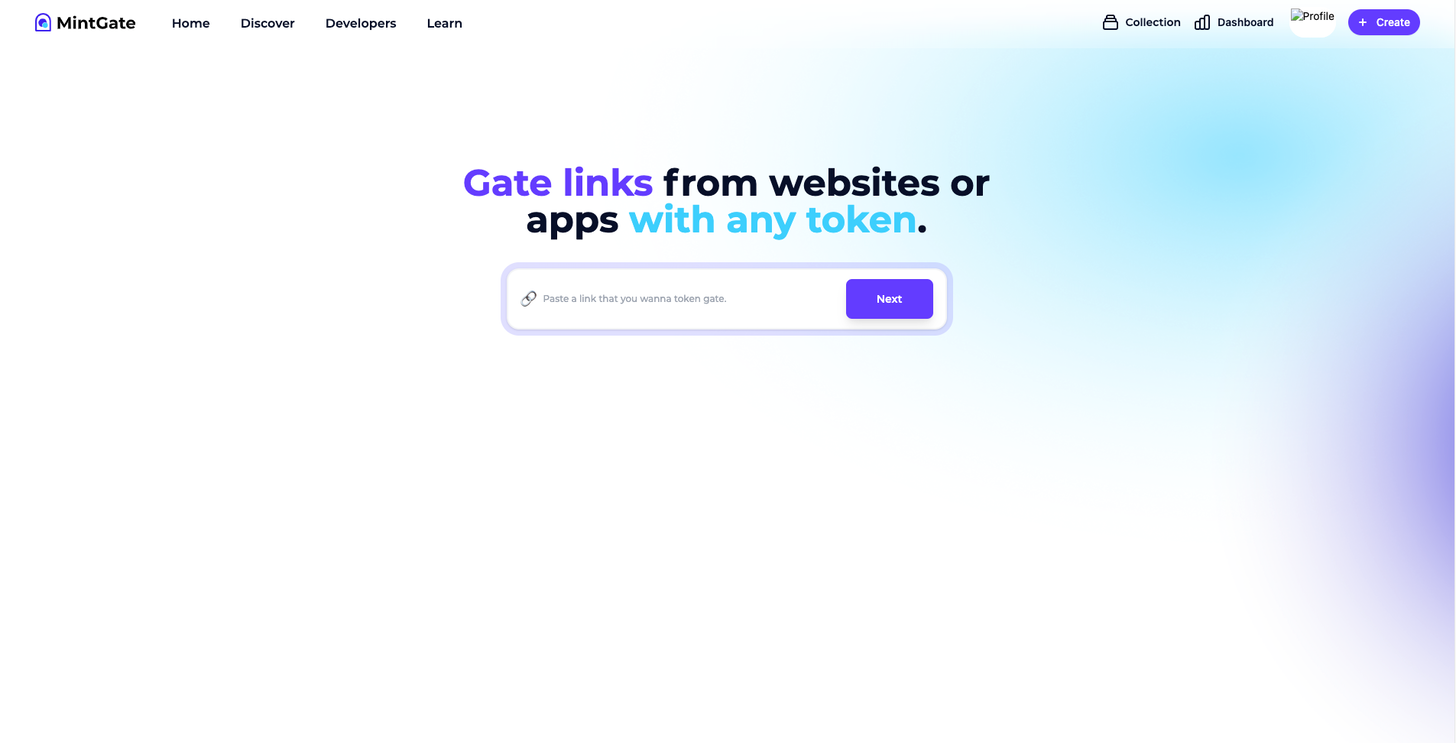 MintGate
Home
Discover
Developers
Learn
Collection
Dashboard
Profile
+ Create
Gate links from websites or
apps with any token.
Paste a link that you wanna token gate.
Next